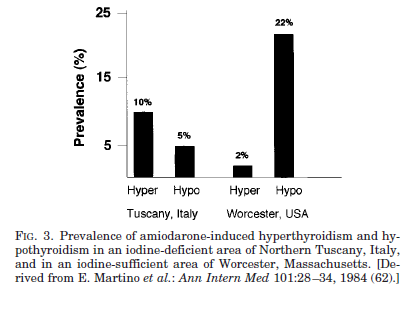 25
22%
Prevalence (%)
15
10%
5%
5
2%
Hyper Hypo Hyper Hypo
Tuscany, Italy Worcester, USA
FIG. 3. Prevalence of amiodarone-induced hyperthyroidism and hy-
pothyroidism in an iodine-deficient area of Northern Tuscany, Italy,
and in an iodine-sufficient area of Worcester, Massachusetts. [De-
rived from E. Martino et al.: Ann Intern Med 101:28–34, 1984 (62).]